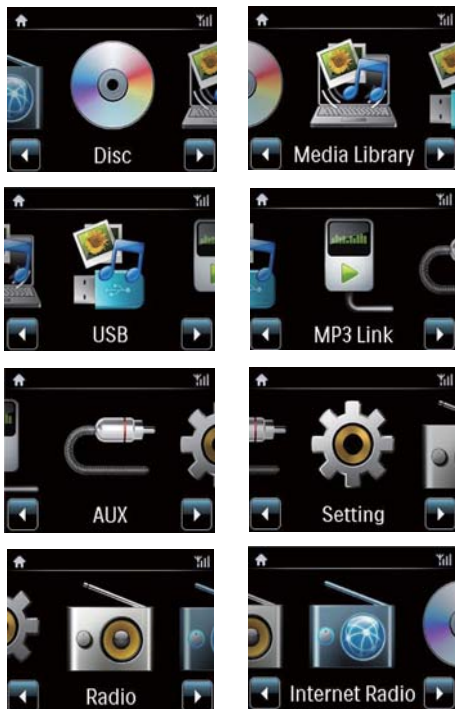 Disc
Media Library
USB
MP3 Link
AUX
Setting
Radio
Internet Radio